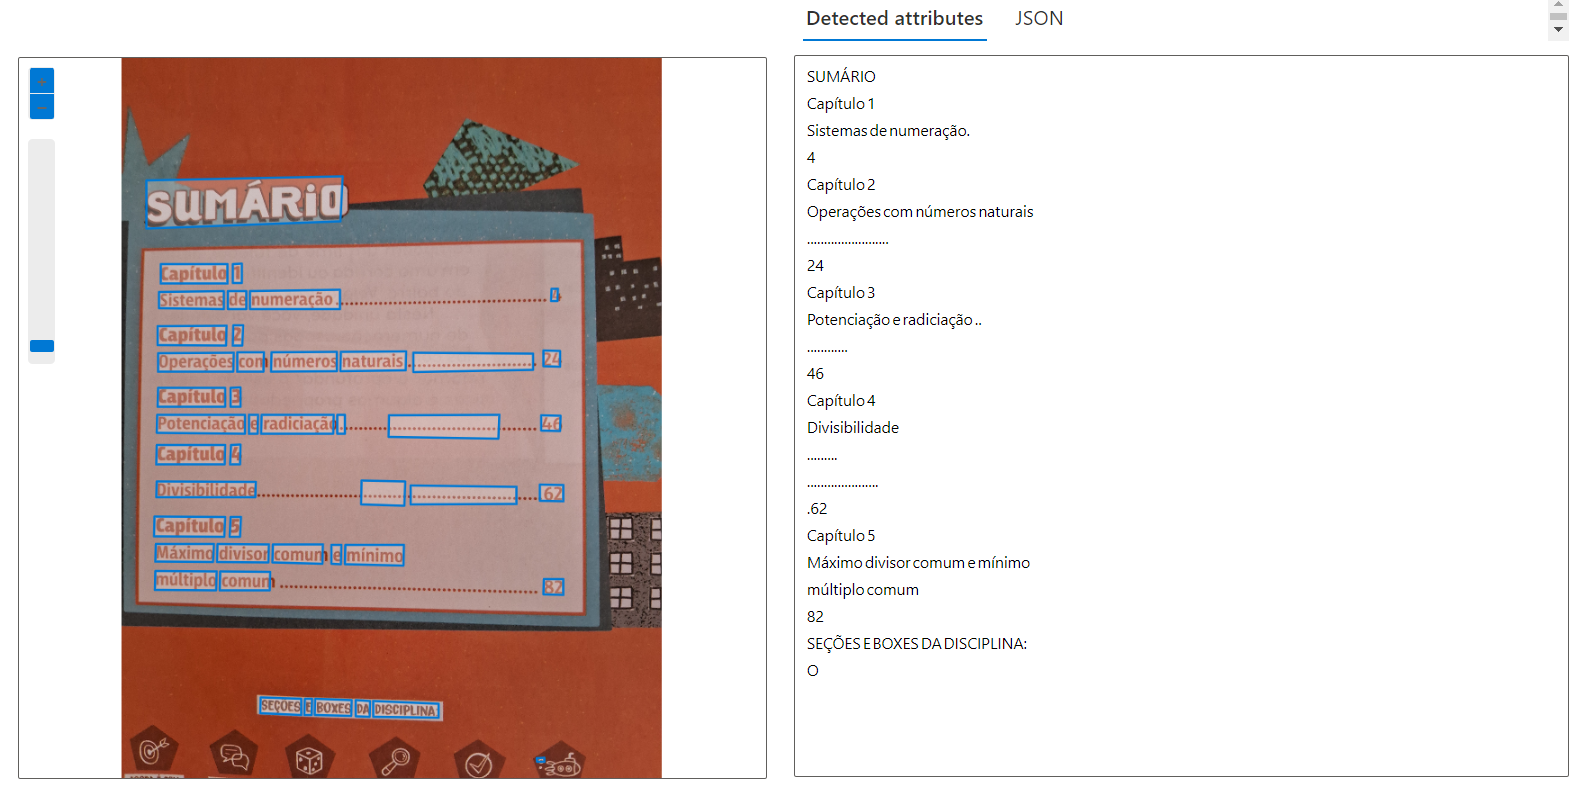 Detected attributes JSON
SUMÁRIO
Capítulo 1
Sistemas de numeração ........................ 4
Capítulo 2
Operações com números naturais ........................ 24
Capítulo 3
Potenciação e radiciação ........................ 46
Capítulo 4
Divisibilidade ........................ 62
Capítulo 5
Máximo divisor comum e mínimo
múltiplo comum ........................ 82
SEÇÕES E BOXES DA DISCIPLINA
SUMÁRIO
Capítulo 1
Sistemas de numeração.
4
Capítulo 2
Operações com números naturais
........................
24
Capítulo 3
Potenciação e radiciação ..
............
46
Capítulo 4
Divisibilidade
.........
.....................
.62
Capítulo 5
Máximo divisor comum e mínimo
múltiplo comum
82
SEÇÕES E BOXES DA DISCIPLINA:
O